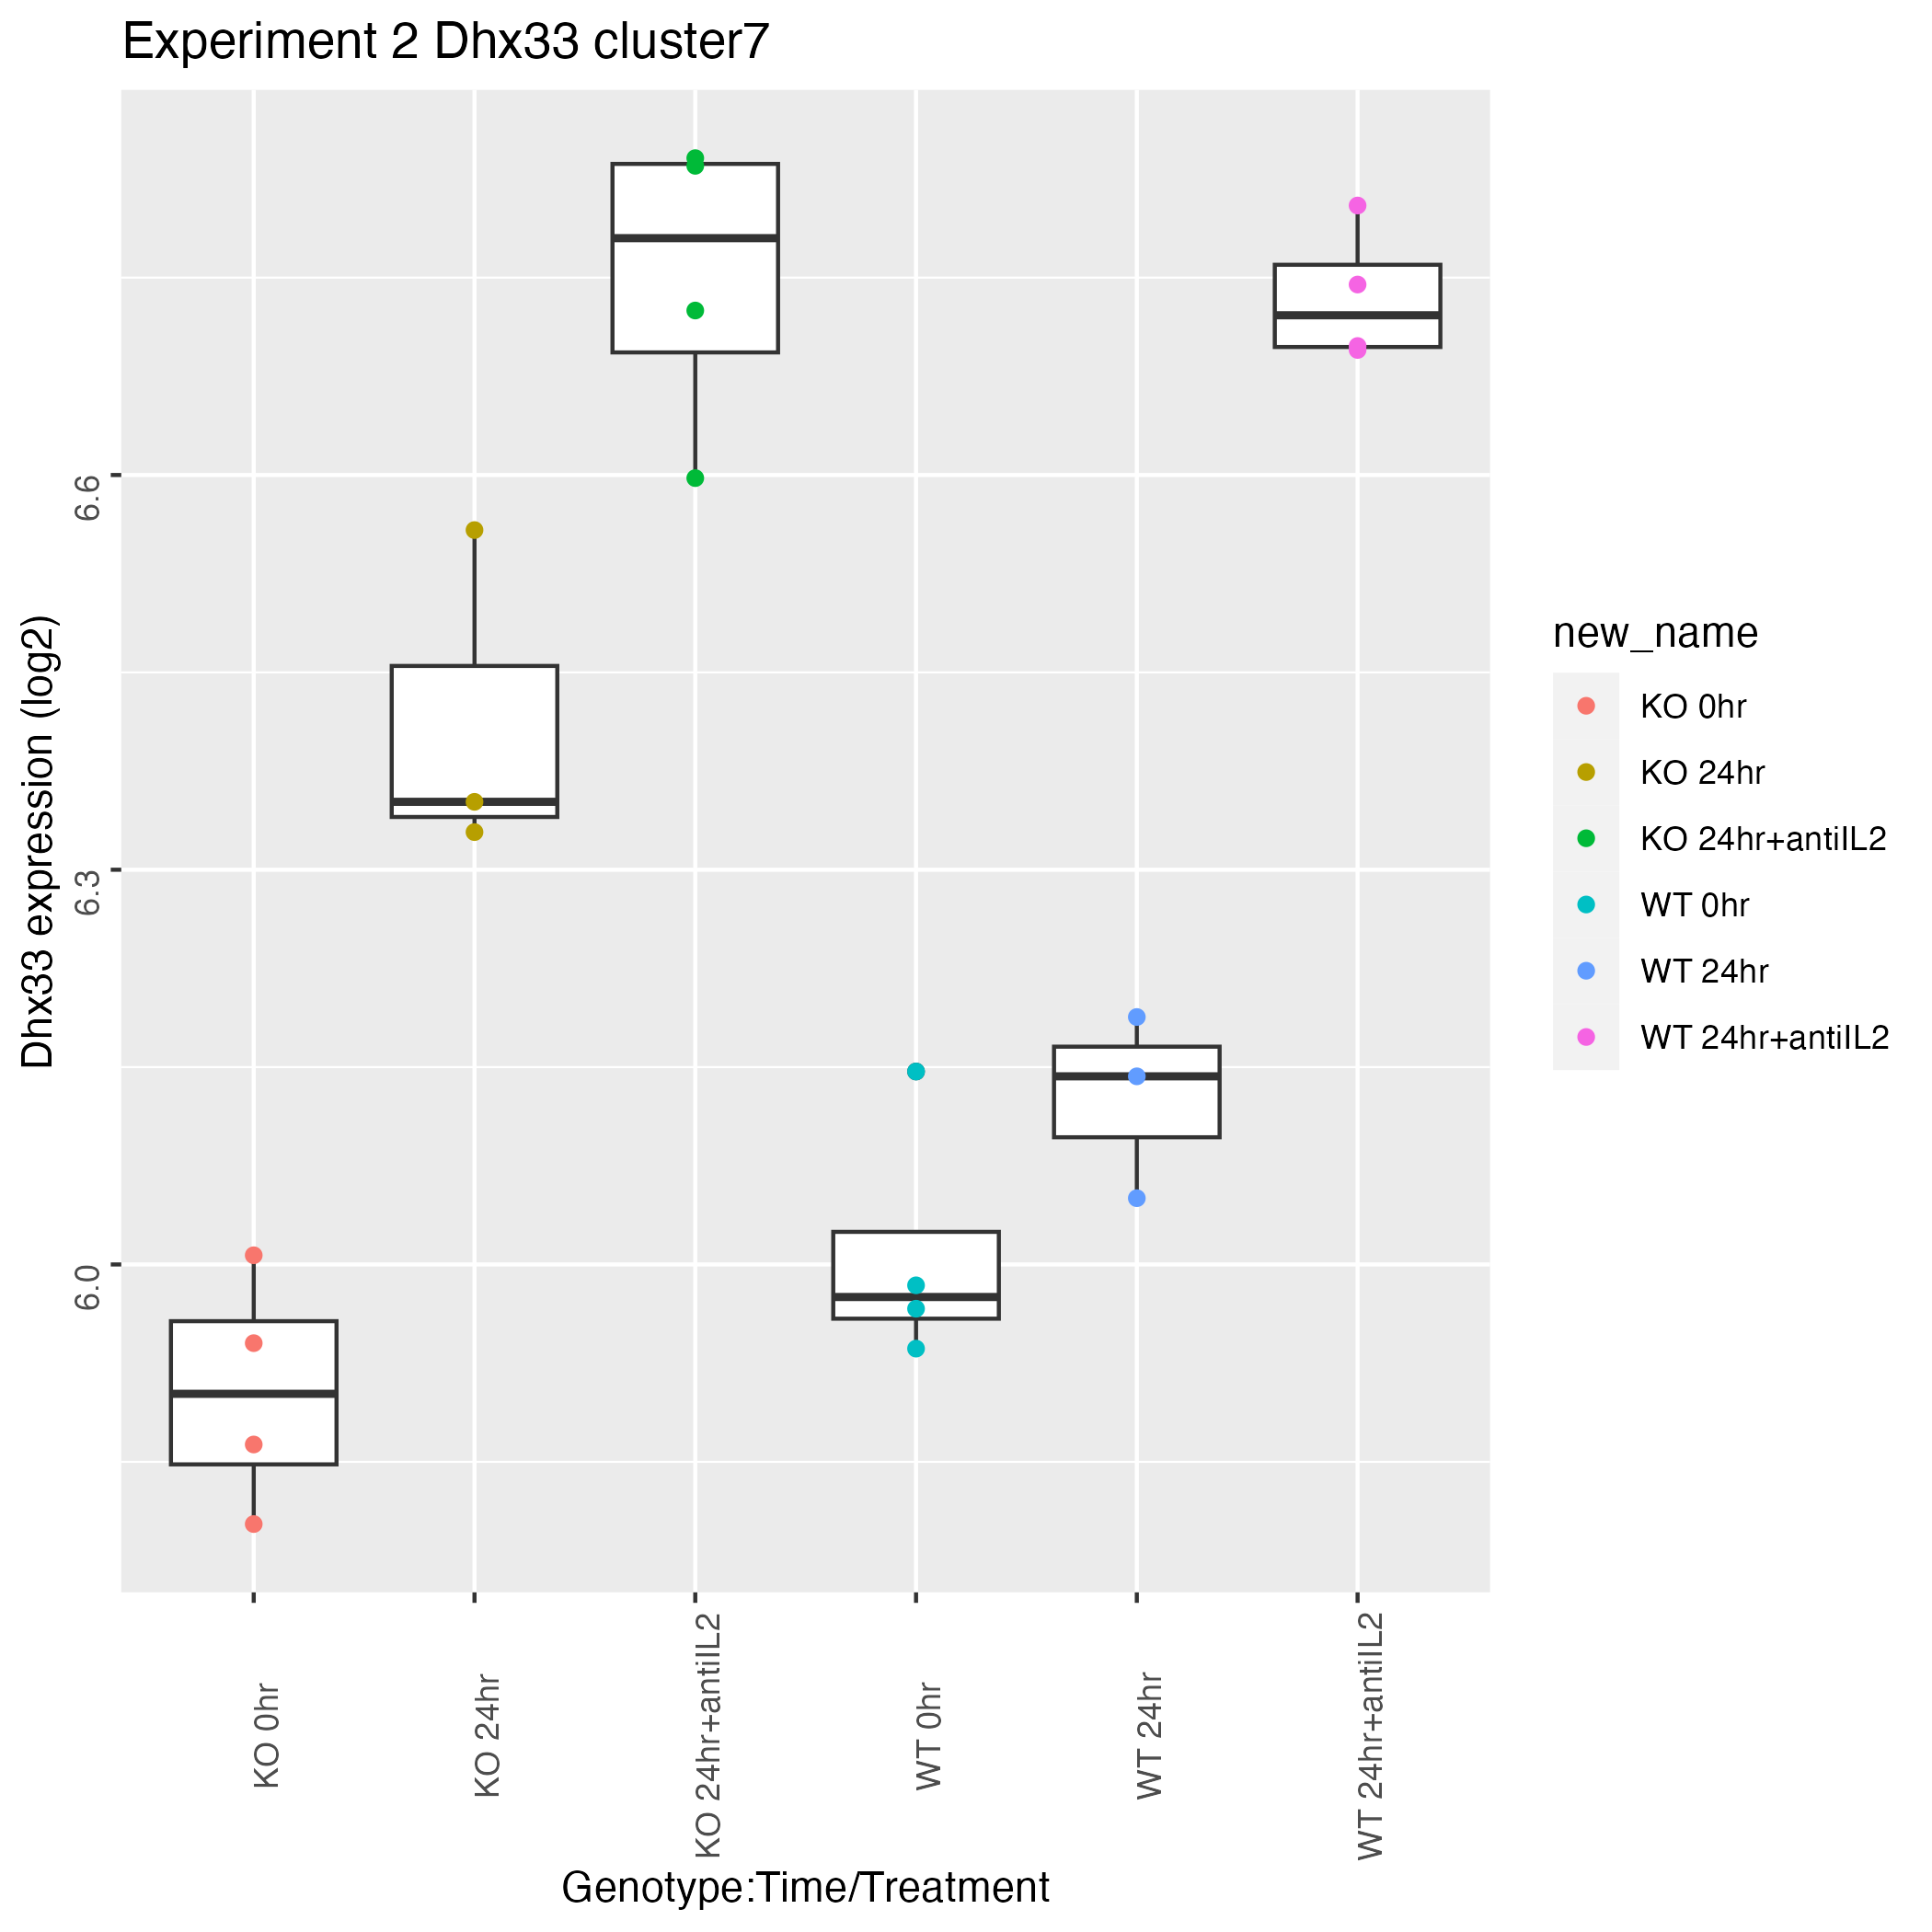 Experiment 2 Dhx33 cluster7
Dhx33 expression (log2)
6.6
6.3
6.0
KO 0hr
KO 24hr
KO 24hr+antiIL2
WT 0hr
WT 24hr
WT 24hr+antiIL2
Genotype:Time/Treatment
new_name
KO 0hr
KO 24hr
KO 24hr+antiIL2
WT 0hr
WT 24hr
WT 24hr+antiIL2